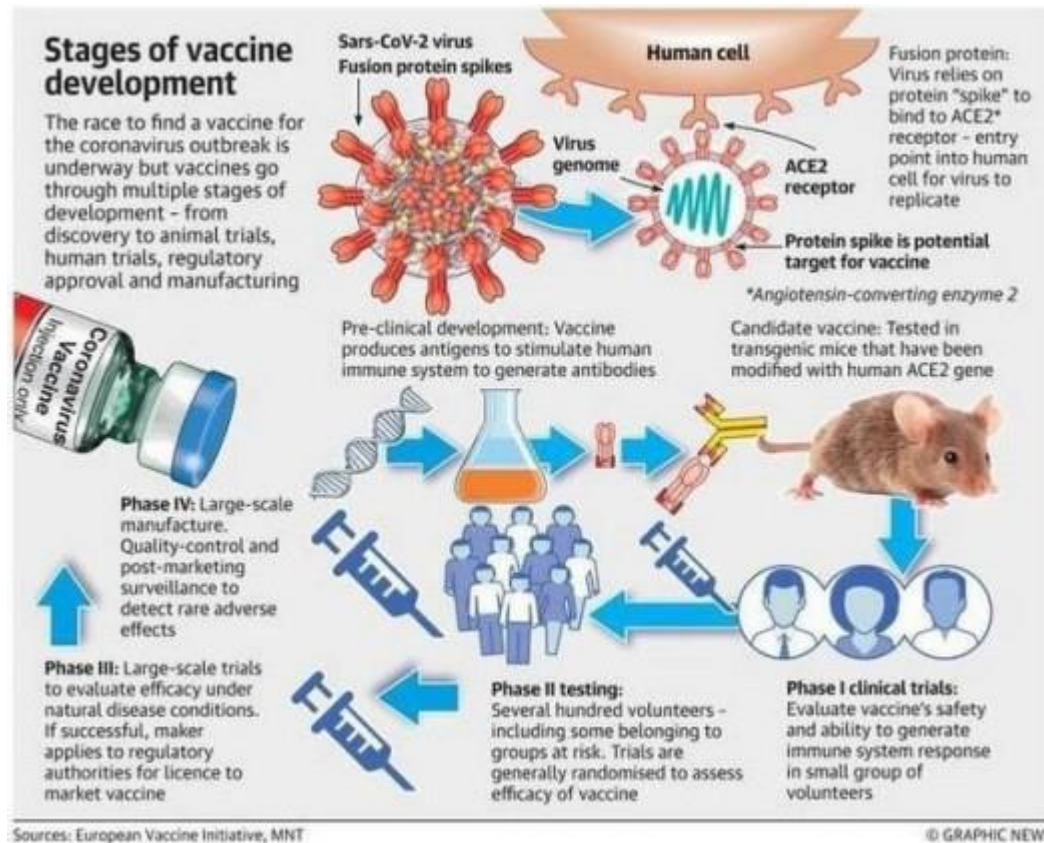 Stages of vaccine
development
The race to find a vaccine for
the coronavirus outbreak is
underway but vaccines go
through multiple stages of
development – from
discovery to animal trials,
human trials, regulatory
approval and manufacturing
Sars-CoV-2 virus
Fusion protein spikes
Human cell
Virus
genome
ACE2
receptor
Fusion protein:
Virus relies on
protein "spike" to
bind to ACE2*
receptor – entry
point into human
cell for virus to
replicate
Protein spike is potential
target for vaccine
*Angiotensin-converting enzyme 2
Coronavirus
Vaccine
Injection only
Pre-clinical development: Vaccine
produces antigens to stimulate human
immune system to generate antibodies
Candidate vaccine: Tested in
transgenic mice that have been
modified with human ACE2 gene
Phase I clinical trials:
Evaluate vaccine's safety
and ability to generate
immune system response
in small group of
volunteers
Phase II testing:
Several hundred volunteers –
including some belonging to
groups at risk. Trials are
generally randomised to assess
efficacy of vaccine
Phase III: Large-scale trials
to evaluate efficacy under
natural disease conditions.
If successful, maker
applies to regulatory
authorities for licence to
market vaccine
Phase IV: Large-scale
manufacture.
Quality-control and
post-marketing
surveillance to
detect rare adverse
effects
Sources: European Vaccine Initiative, MNT
© GRAPHIC NEW